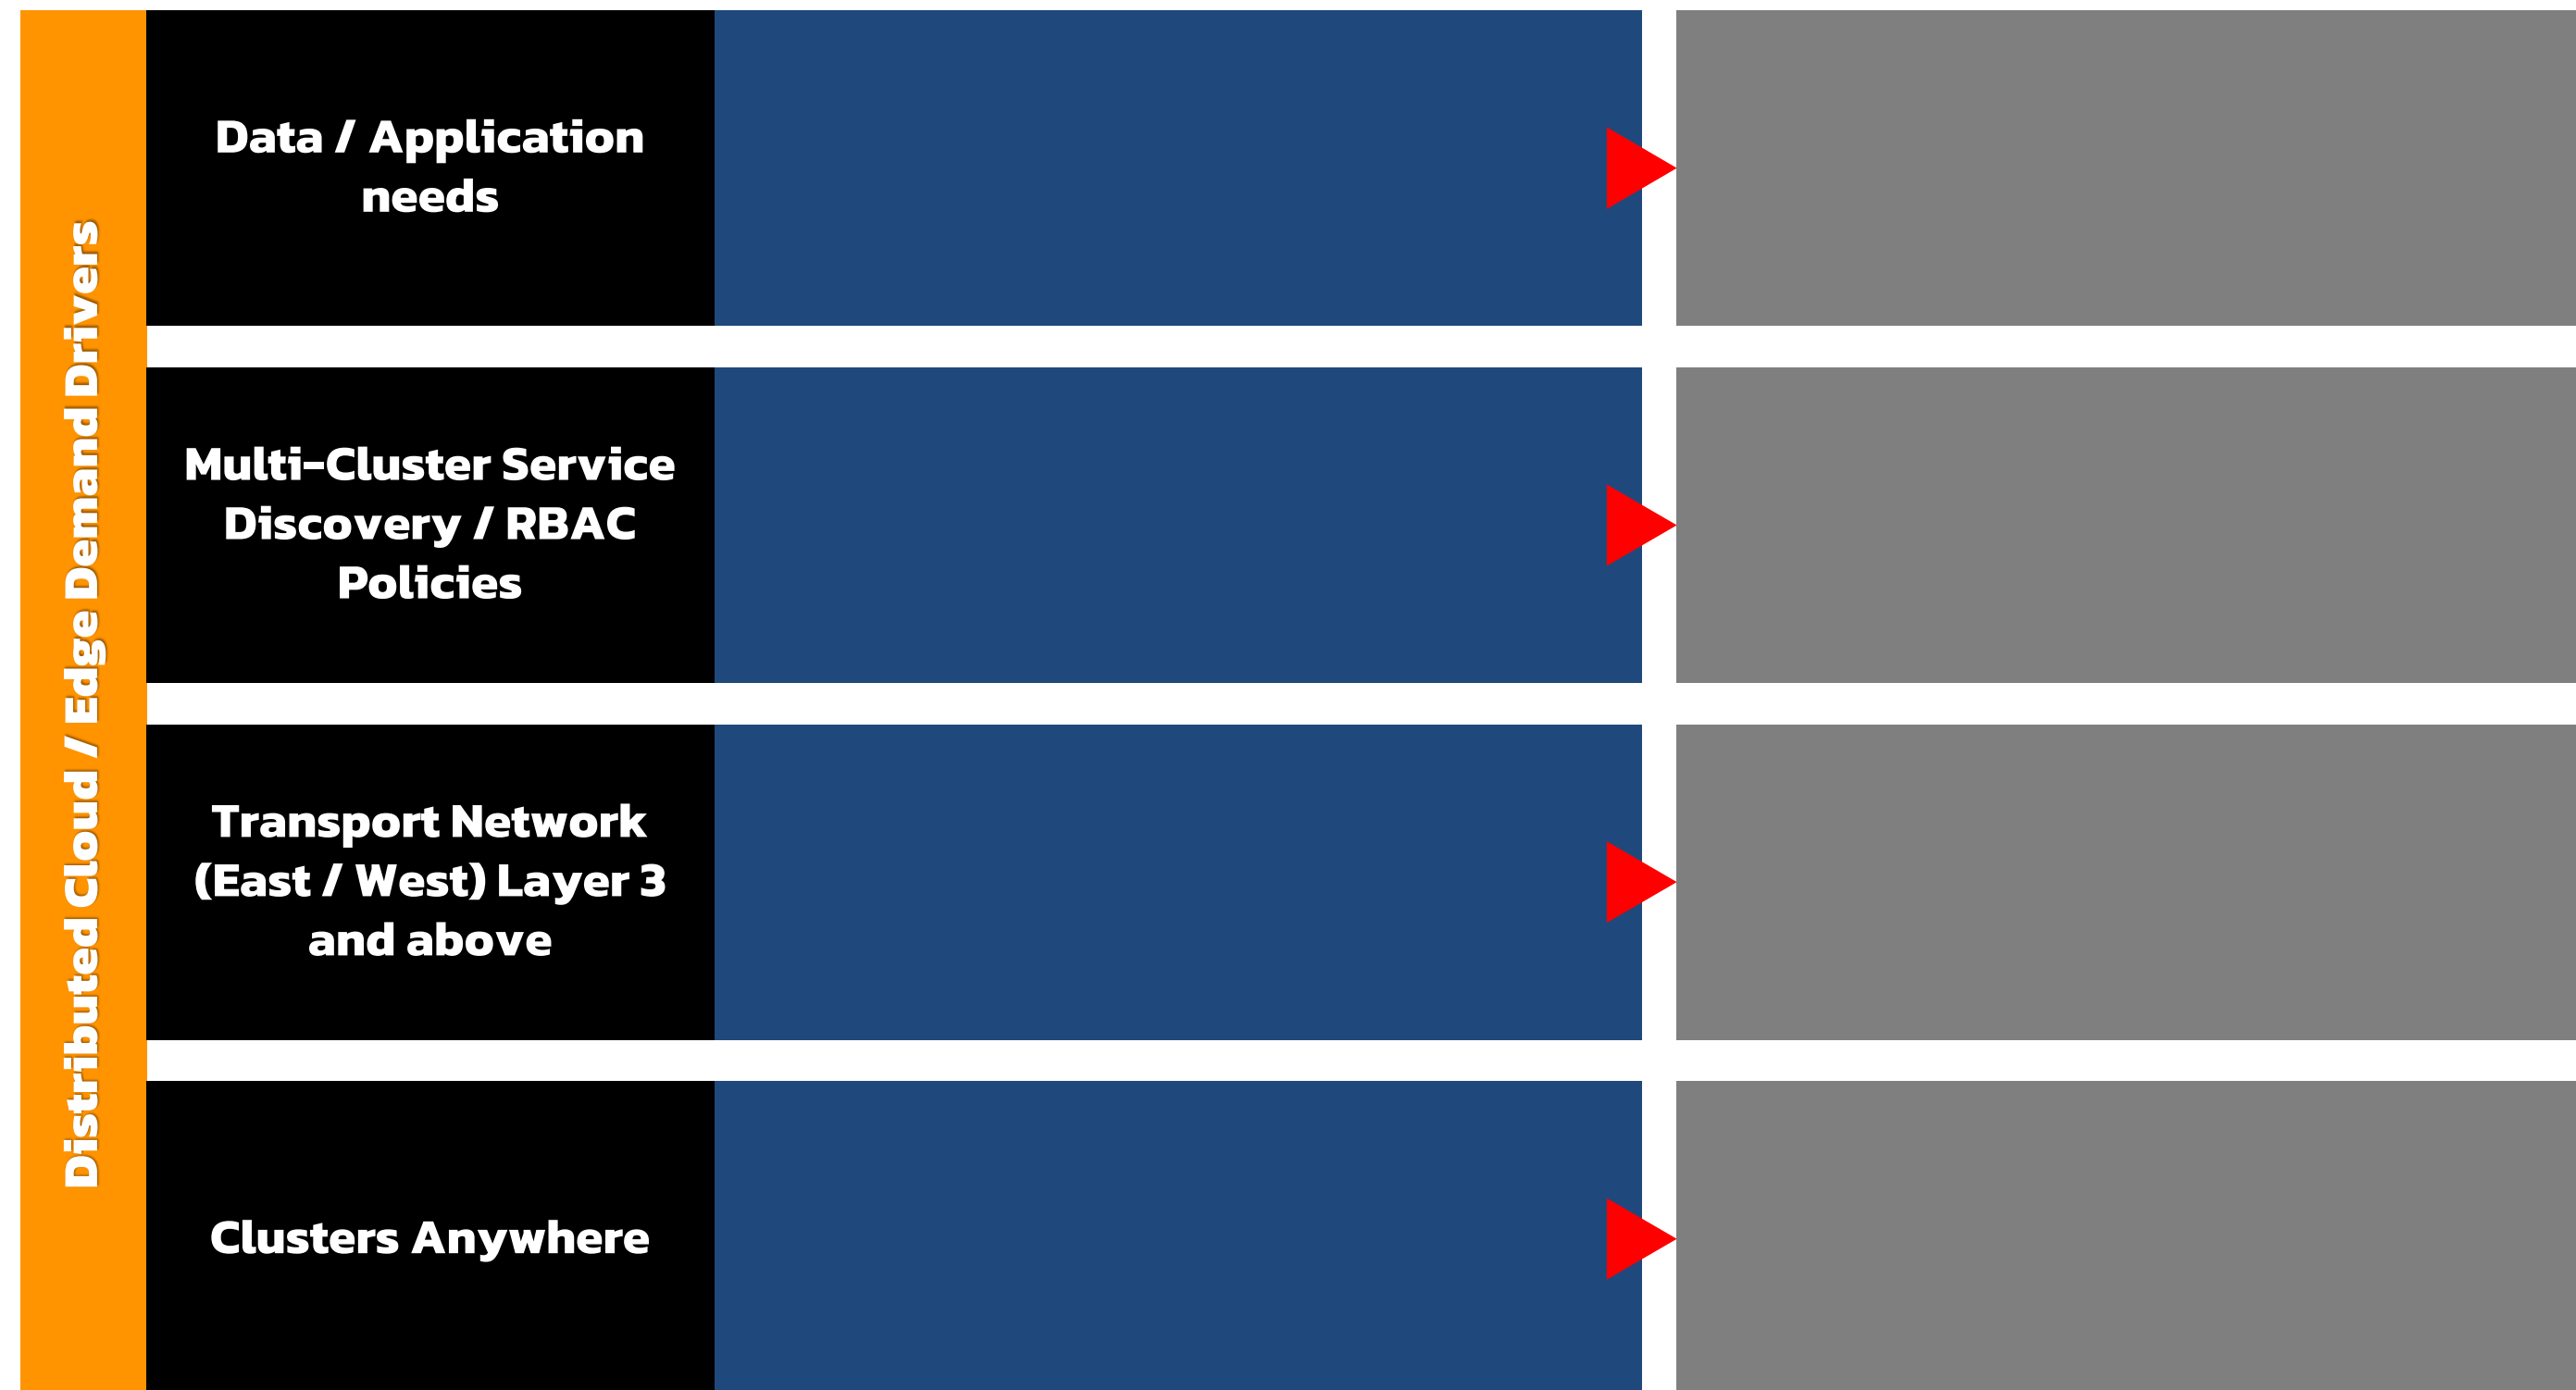 Distributed Cloud / Edge Demand Drivers
Data / Application
needs
Multi-Cluster Service
Discovery / RBAC
Policies
Transport Network
(East / West) Layer 3
and above
Clusters Anywhere